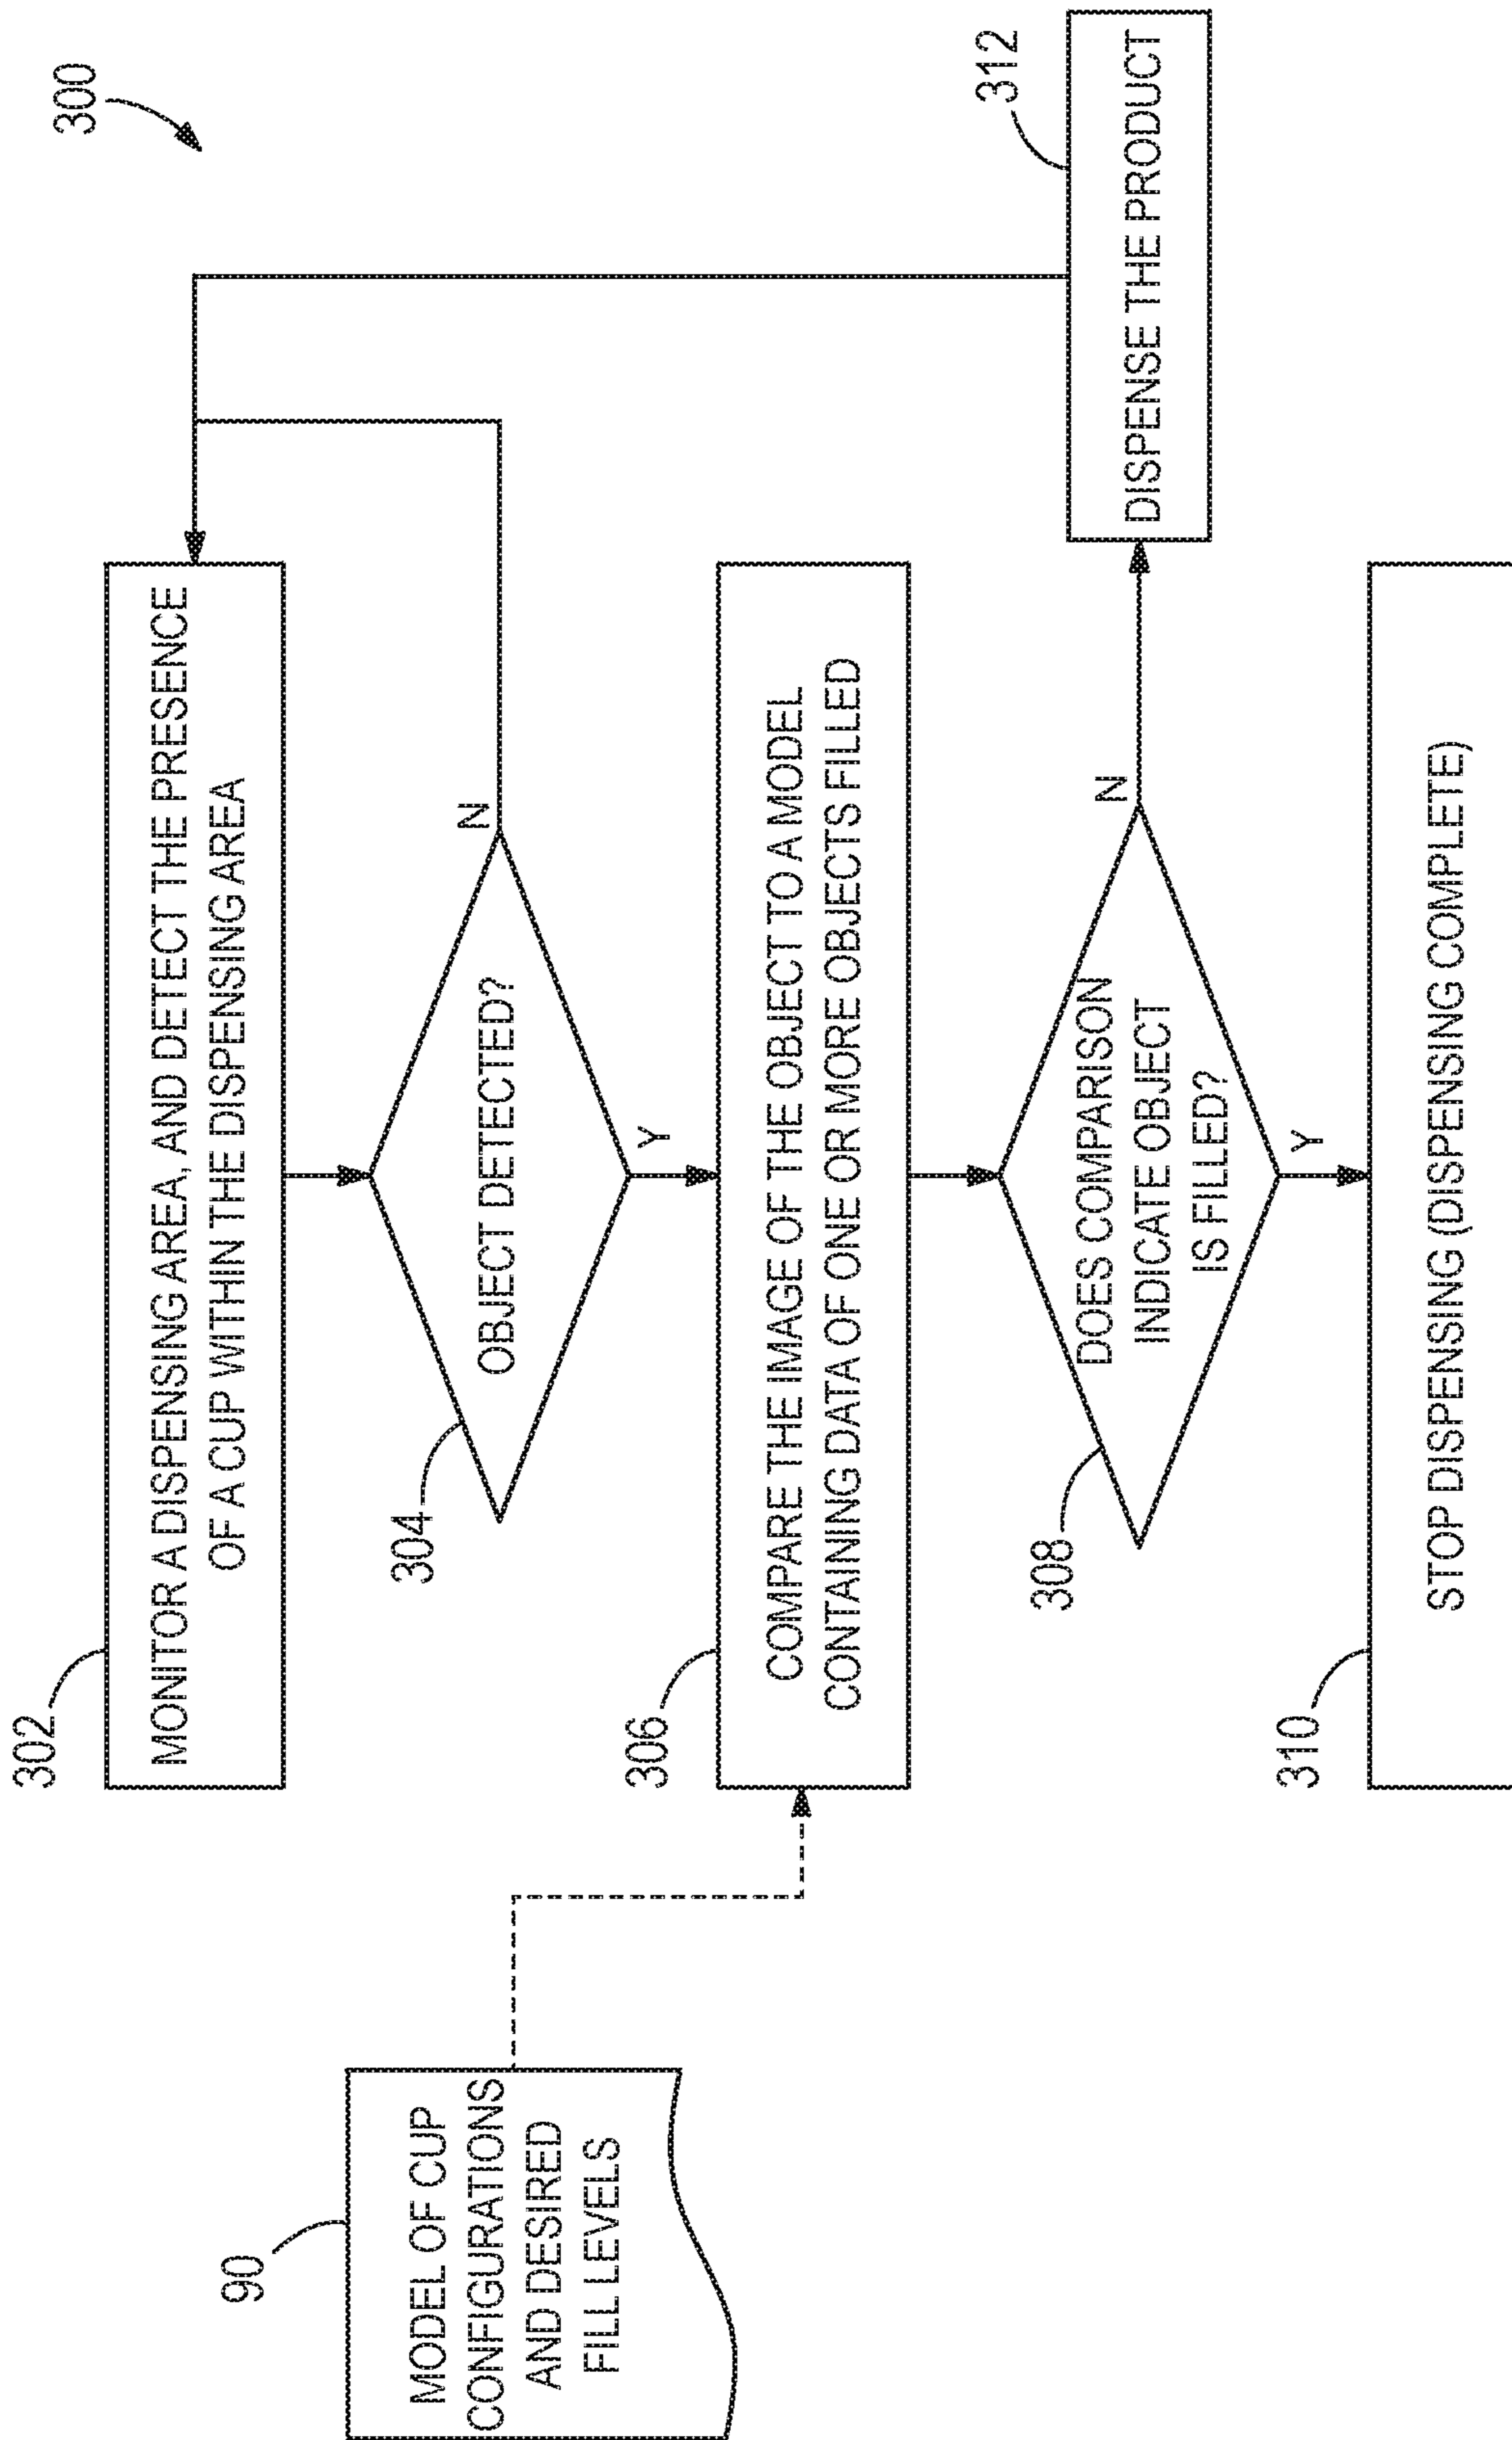 300
302
MONITOR A DISPENSING AREA, AND DETECT THE PRESENCE
OF A CUP WITHIN THE DISPENSING AREA
304
OBJECT DETECTED?
N
Y
90
MODEL OF CUP
CONFIGURATIONS
AND DESIRED
FILL LEVELS
306
COMPARE THE IMAGE OF THE OBJECT TO A MODEL
CONTAINING DATA OF ONE OR MORE OBJECTS FILLED
308
DOES COMPARISON
INDICATE OBJECT
IS FILLED?
N
312
DISPENSE THE PRODUCT
Y
310
STOP DISPENSING (DISPENSING COMPLETE)